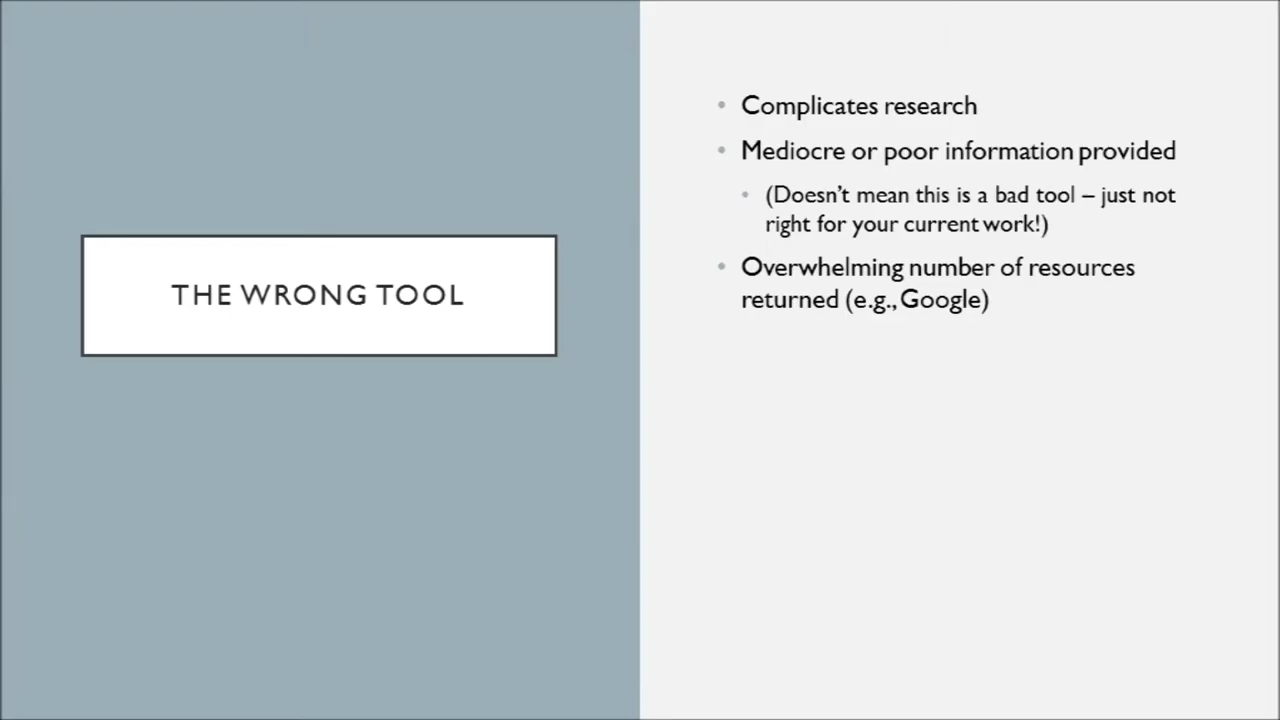 THE WRONG TOOL
• Complicates research
• Mediocre or poor information provided
• (Doesn't mean this is a bad tool – just not
right for your current work!)
• Overwhelming number of resources
returned (e.g., Google)